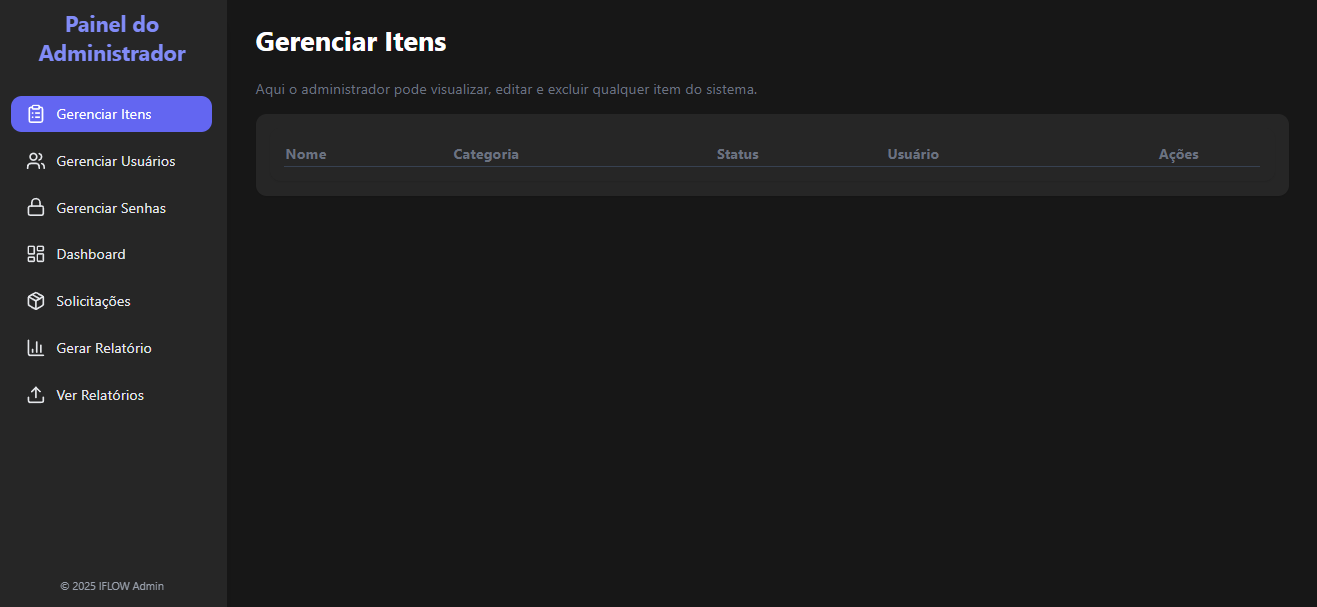 Painel do
Administrador
Gerenciar Itens
Gerenciar Usuários
Gerenciar Senhas
Dashboard
Solicitações
Gerar Relatório
Ver Relatórios
© 2025 IFLOW Admin
Gerenciar Itens
Aqui o administrador pode visualizar, editar e excluir qualquer item do sistema.
Nome Categoria Status Usuário Ações